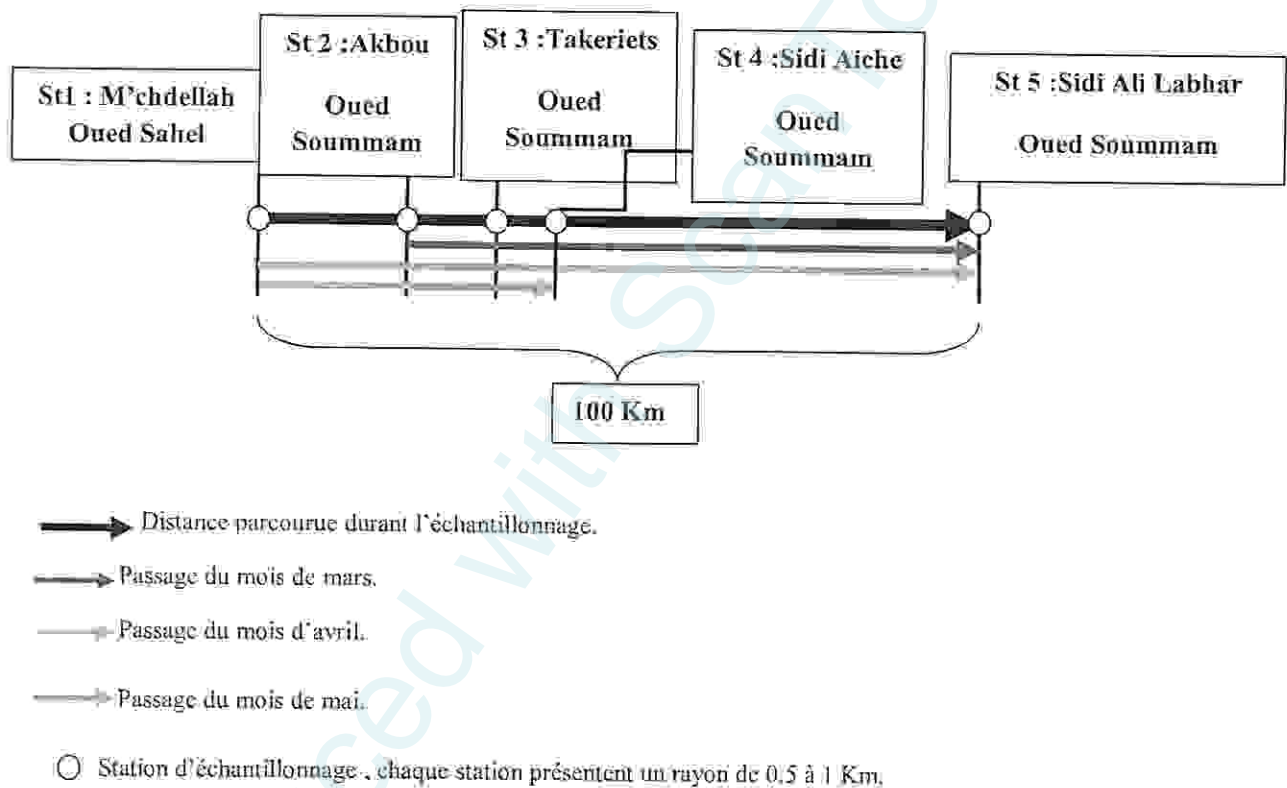 St1 : M'chdellah
Oued Sahel
St 2 :Akbou
Oued
Soummam
St 3 :Takeriets
Oued
Soummam
St 4 :Sidi Aiche
Oued
Soummam
St 5 :Sidi Ali Labhar
Oued Soummam
100 Km
Distance parcourue durant l'échantillonnage.
Passage du mois de mars.
Passage du mois d'avril.
Passage du mois de mai.
Station d'échantillonnage , chaque station présentent un rayon de 0.5 à 1 Km.
ced with ScanTo